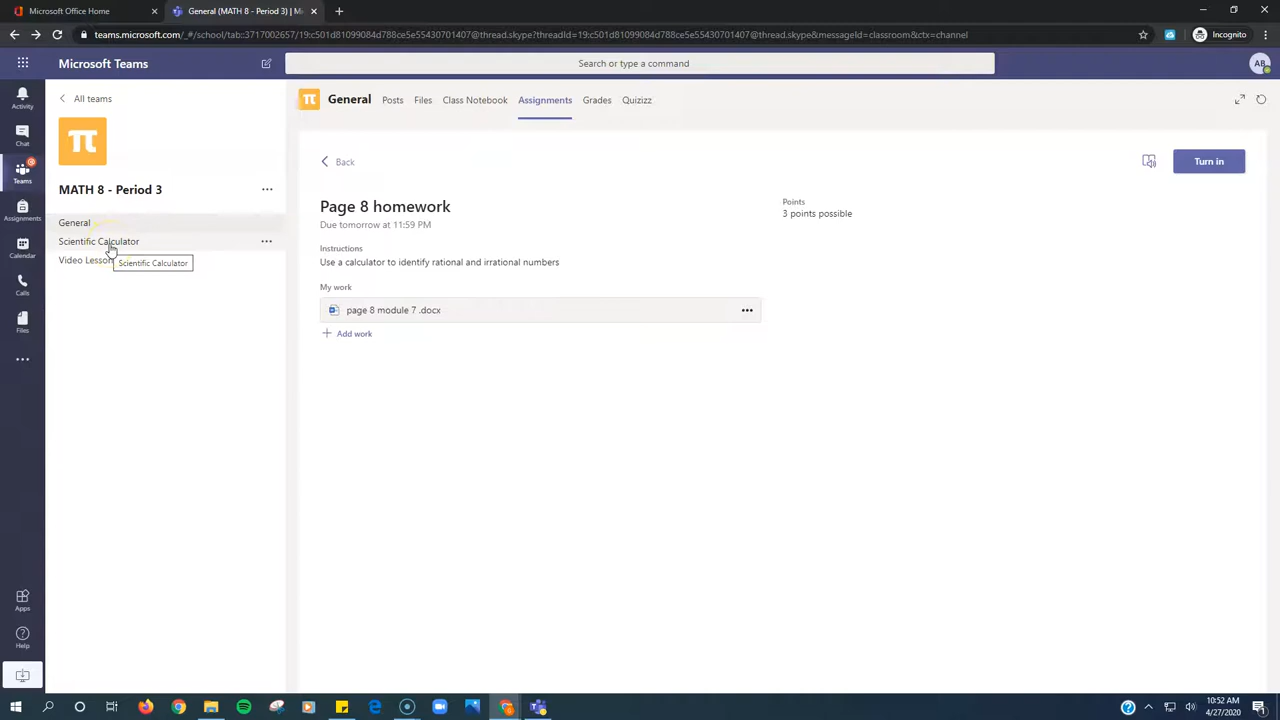 Microsoft Office Home
General (MATH 8 - Period 3) | Mi
teams.microsoft.com/_#/school/tab::3717002657/19:c51099084d788ce5e55430701407@thread.skype?threadId=19:c51099084d788ce5e55430701407@thread.skype&messageId=classroom&ctx=channel
Incognito
Microsoft Teams
Search or type a command
AB
Activity
Chat
Teams
Assignments
Calendar
Calls
Files
Apps
Help
All teams
π
MATH 8 - Period 3
General
Scientific Calculator
Video Lesson
Scientific Calculator
π
General
Posts
Files
Class Notebook
Assignments
Grades
Quizizz
Back
Turn in
Page 8 homework
Due tomorrow at 11:59 PM
Points
3 points possible
Instructions
Use a calculator to identify rational and irrational numbers
My work
page 8 module 7 .docx
Add work
10:52 AM
4/27/2020